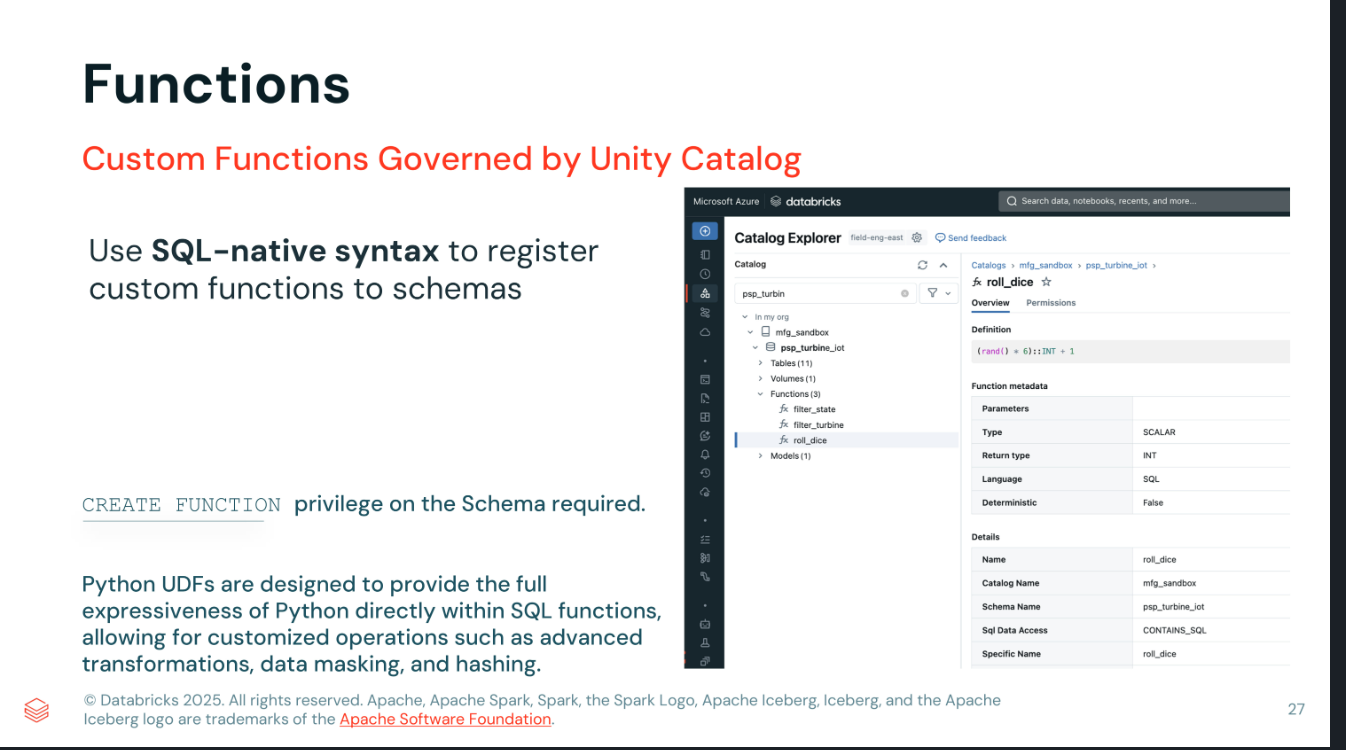 Functions
Custom Functions Governed by Unity Catalog
Use SQL-native syntax to register
custom functions to schemas
CREATE FUNCTION privilege on the Schema required.
Python UDFs are designed to provide the full
expressiveness of Python directly within SQL functions,
allowing for customized operations such as advanced
transformations, data masking, and hashing.
Microsoft Azure databricks
Search data, notebooks, recents, and more...
Catalog Explorer field-eng-east Send feedback
Catalog
psp_turbin
In my org
mfg_sandbox
psp_turbine_iot
Tables (11)
Volumes (1)
Functions (3)
fx filter_state
fx filter_turbine
fx roll_dice
Models (1)
Catalogs › mfg_sandbox › psp_turbine_iot ›
fx roll_dice
Overview Permissions
Definition
(rand() * 6)::INT + 1
Function metadata
Parameters
Type SCALAR
Return type INT
Language SQL
Deterministic False
Details
Name roll_dice
Catalog Name mfg_sandbox
Schema Name psp_turbine_iot
Sql Data Access CONTAINS_SQL
Specific Name roll_dice
© Databricks 2025. All rights reserved. Apache, Apache Spark, Spark, the Spark Logo, Apache Iceberg, Iceberg, and the Apache
Iceberg logo are trademarks of the Apache Software Foundation.
27